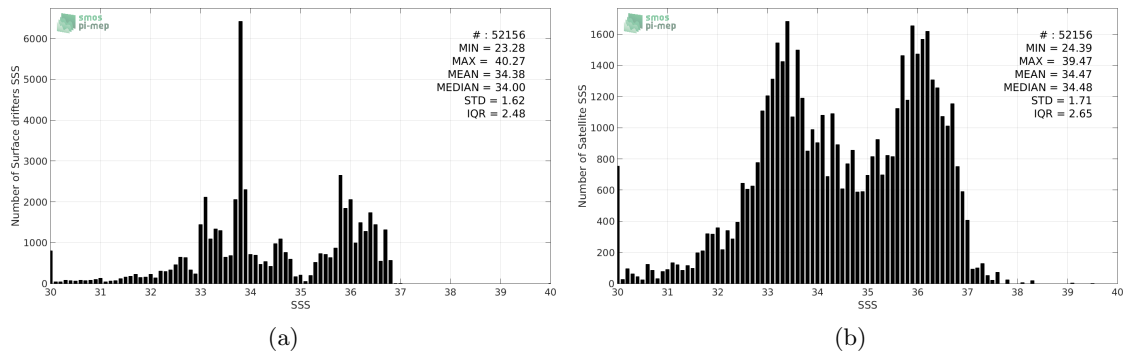 smos
pi-mep
# : 52156
MIN = 23.28
MAX = 40.27
MEAN = 34.38
MEDIAN = 34.00
STD = 1.62
IQR = 2.48
Number of Surface drifters SSS
6000
5000
4000
3000
2000
1000
0
30 31 32 33 34 35 36 37 38 39 40
SSS
(a)
smos
pi-mep
# : 52156
MIN = 24.39
MAX = 39.47
MEAN = 34.47
MEDIAN = 34.48
STD = 1.71
IQR = 2.65
Number of Satellite SSS
1600
1400
1200
1000
800
600
400
200
0
30 31 32 33 34 35 36 37 38 39 40
SSS
(b)